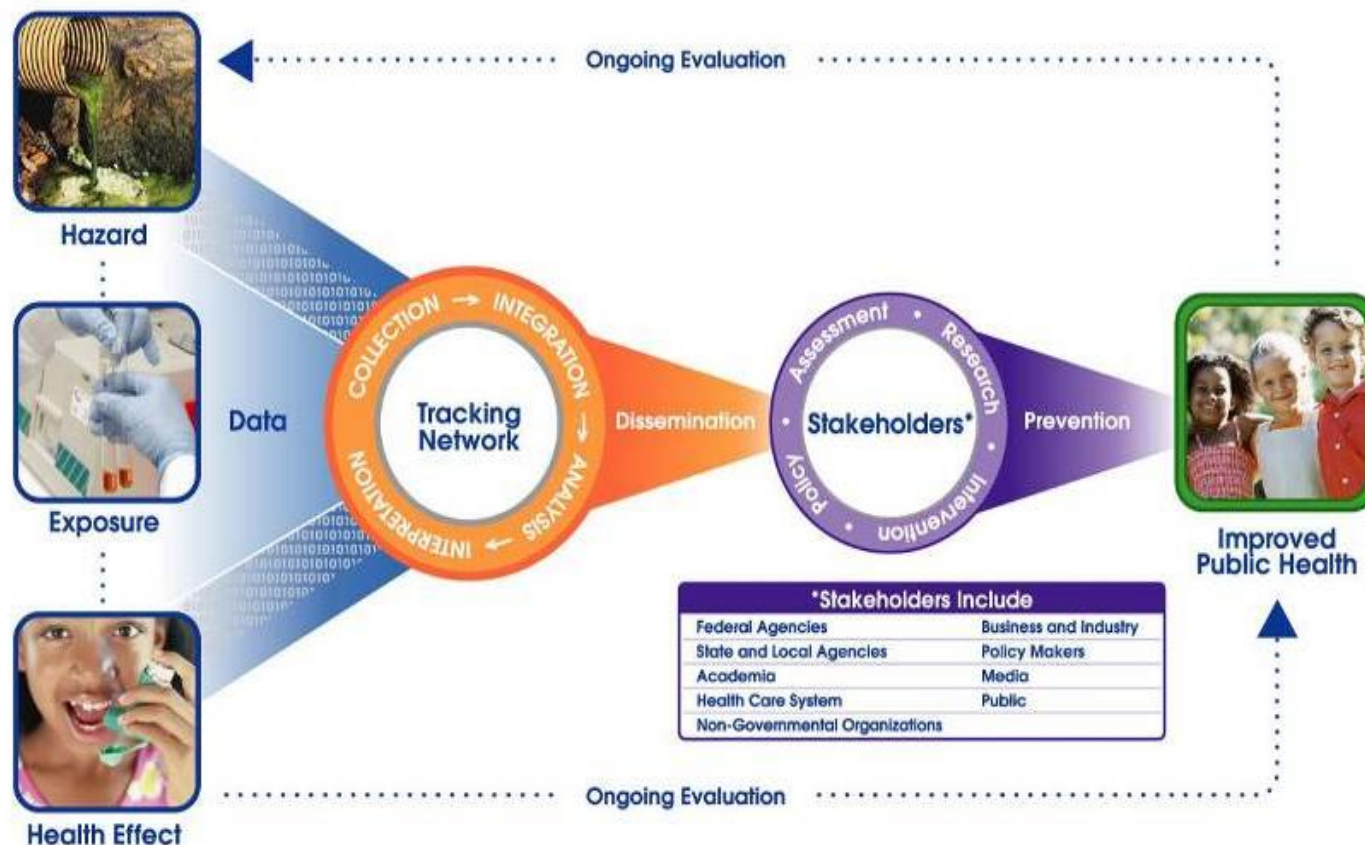 Ongoing Evaluation
Hazard
Exposure
Health Effect
Data
COLLECTION → INTEGRATION → ANALYSIS → INTERPRETATION
Tracking
Network
Dissemination
Assessment • Research • Intervention • Policy •
Stakeholders*
Prevention
Improved
Public Health
*Stakeholders Include
Federal Agencies
Business and Industry
State and Local Agencies
Policy Makers
Academia
Media
Health Care System
Public
Non-Governmental Organizations
Ongoing Evaluation